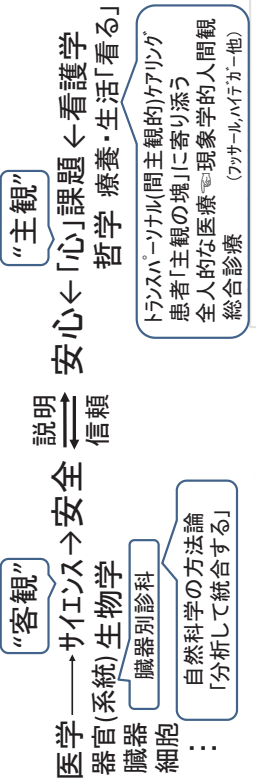 “客観”
医学→サイエンス→安全
器官(系統)生物学
臓器
細胞
⋮
臓器別診科
自然科学の方法論
「分析して統合する」
説明
信頼
“主観”
安心←「心」課題←看護学
哲学 療養・生活「看る」
トランスパーソナル(間主観的)ケアリング
患者「主観の塊」に寄り添う
全人的な医療☜現象学的人間観
総合診療 (フッサール,ハイデガー他)